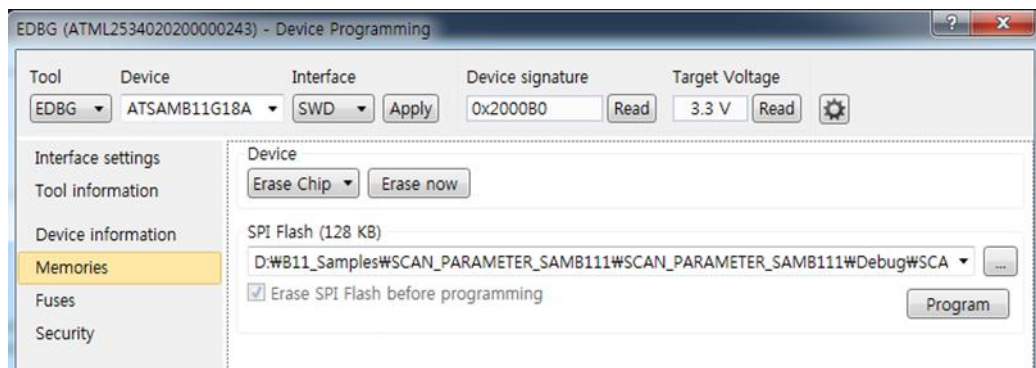 EDBG (ATML2534020200000243) - Device Programming
Tool Device Interface Device signature Target Voltage
EDBG ATSAMB11G18A SWD Apply 0x2000B0 Read 3.3 V Read
Interface settings
Tool information
Device information
Memories
Fuses
Security
Device
Erase Chip Erase now
SPI Flash (128 KB)
D:₩B11_Samples₩SCAN_PARAMETER_SAMB111₩SCAN_PARAMETER_SAMB111₩Debug₩SCA ...
Erase SPI Flash before programming
Program